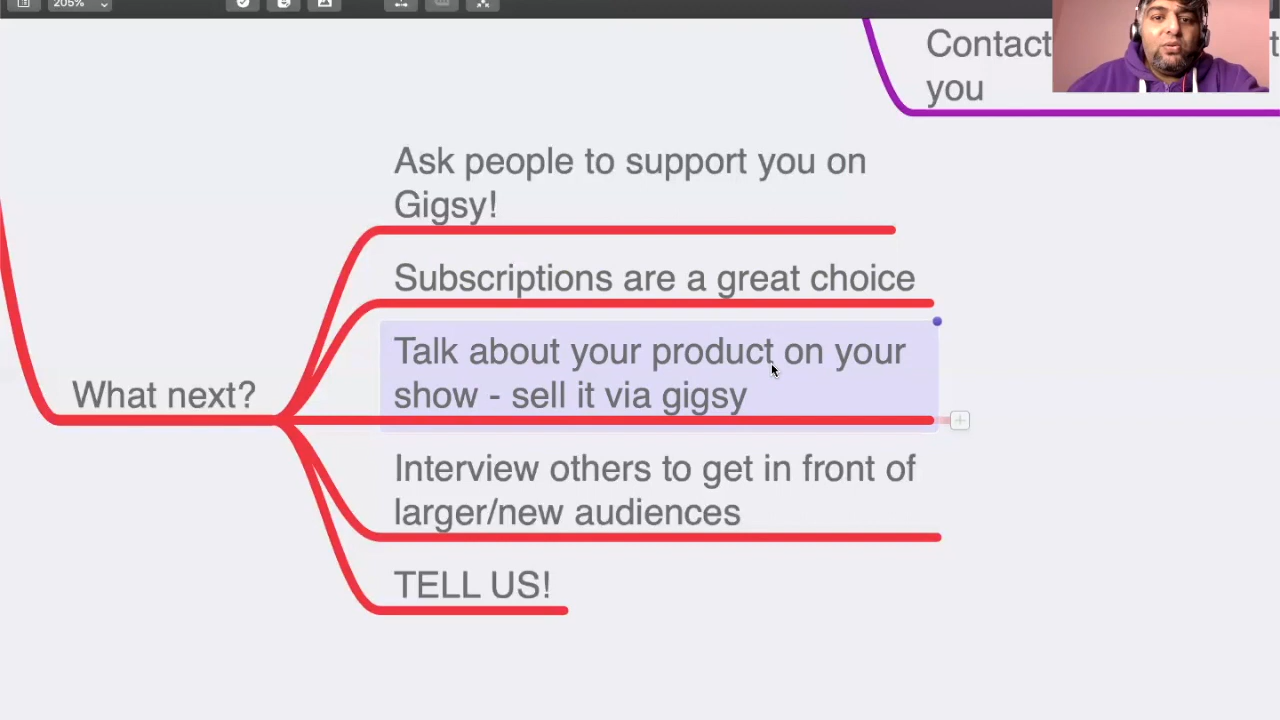 205%
Contact
you
Ask people to support you on
Gigsy!
Subscriptions are a great choice
Talk about your product on your
show - sell it via gigsy
What next?
Interview others to get in front of
larger/new audiences
TELL US!